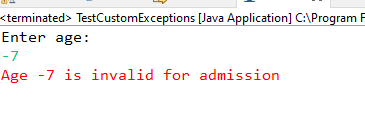 <terminated> TestCustomExceptions [Java Application] C:\Program F
Enter age:
-7
Age -7 is invalid for admission